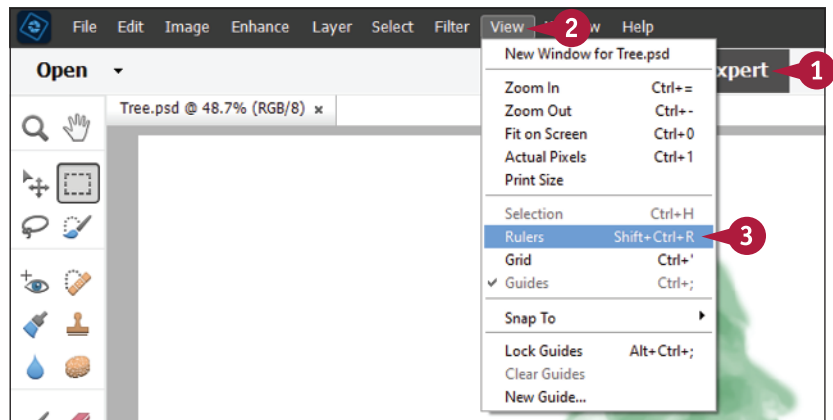 File Edit Image Enhance Layer Select Filter View 2 w Help
Open
xpert 1
Tree.psd @ 48.7% (RGB/8) ×
New Window for Tree.psd
Zoom In Ctrl+=
Zoom Out Ctrl+-
Fit on Screen Ctrl+0
Actual Pixels Ctrl+1
Print Size
Selection Ctrl+H
Rulers Shift+Ctrl+R 3
Grid Ctrl+'
✓ Guides Ctrl+;
Snap To
Lock Guides Alt+Ctrl+;
Clear Guides
New Guide...